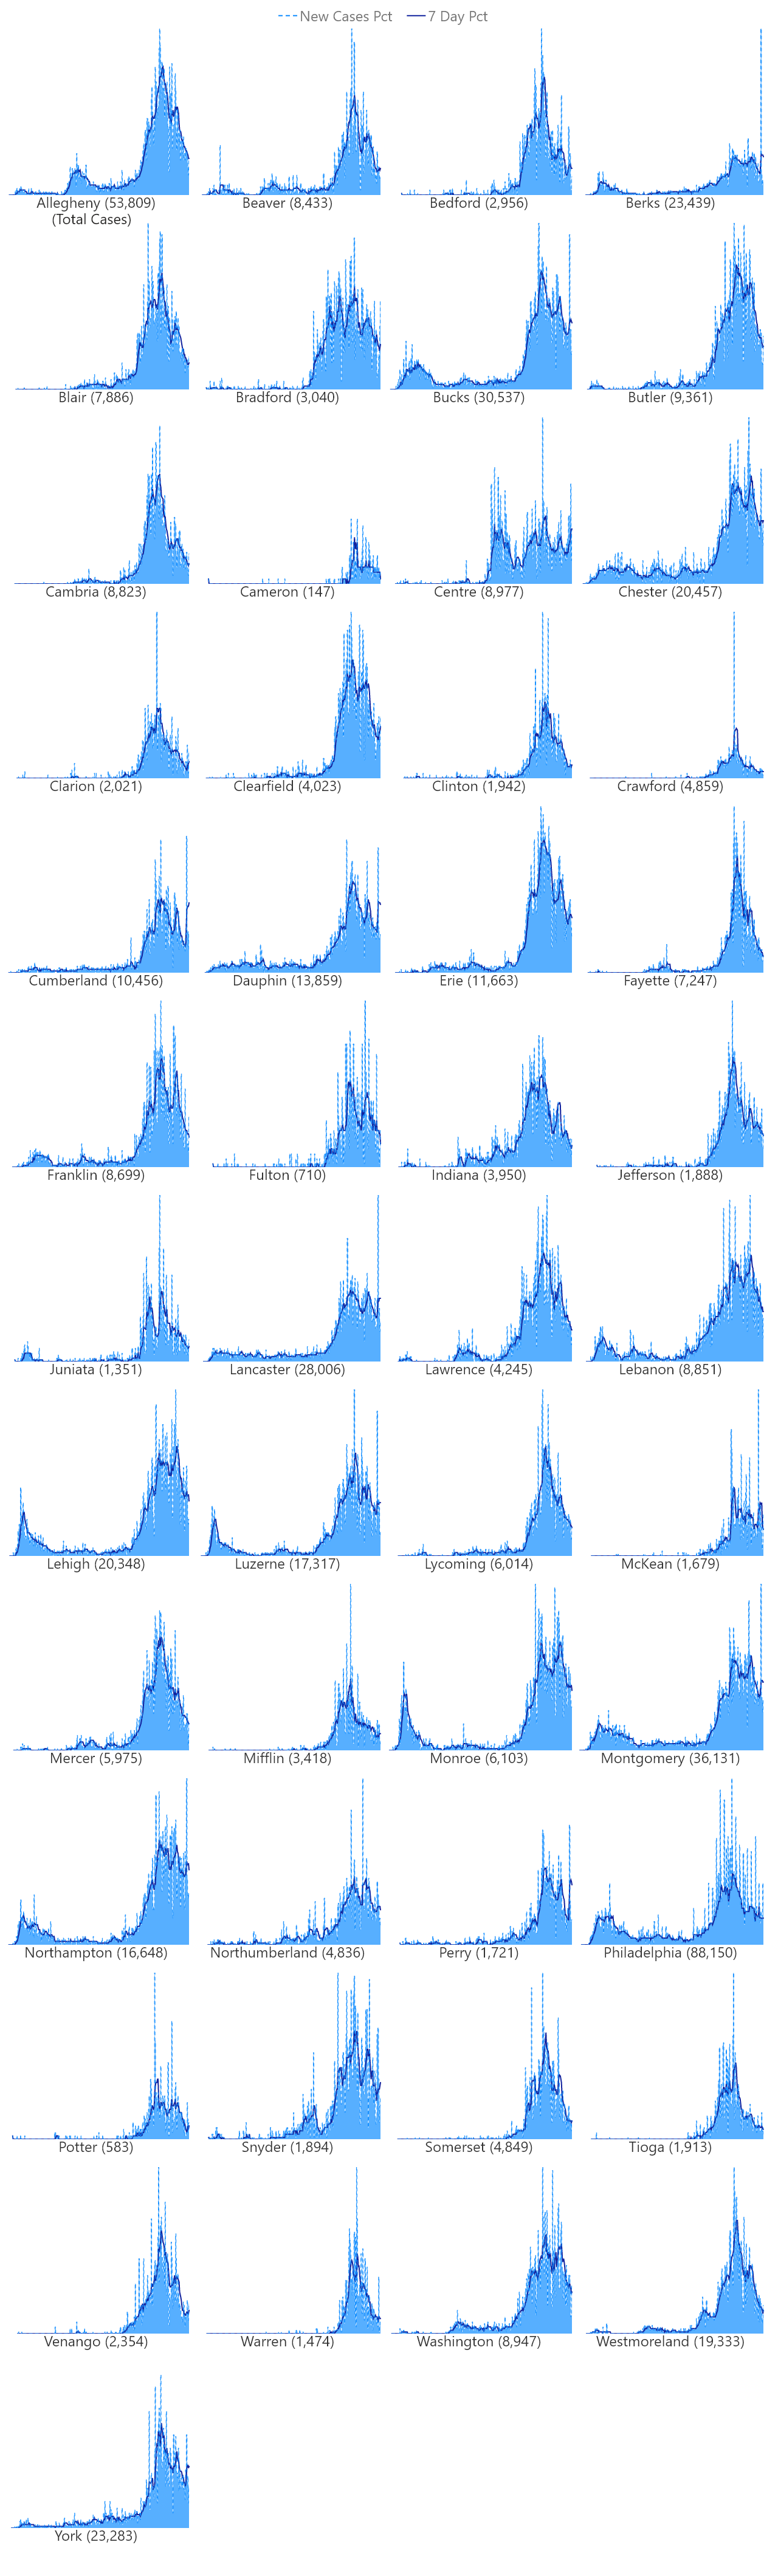 New Cases Pct 7 Day Pct
Allegheny (53,809) Beaver (8,433) Bedford (2,956) Berks (23,439)
(Total Cases)
Blair (7,886) Bradford (3,040) Bucks (30,537) Butler (9,361)
Cambria (8,823) Cameron (147) Centre (8,977) Chester (20,457)
Clarion (2,021) Clearfield (4,023) Clinton (1,942) Crawford (4,859)
Cumberland (10,456) Dauphin (13,859) Erie (11,663) Fayette (7,247)
Franklin (8,699) Fulton (710) Indiana (3,950) Jefferson (1,888)
Juniata (1,351) Lancaster (28,006) Lawrence (4,245) Lebanon (8,851)
Lehigh (20,348) Luzerne (17,317) Lycoming (6,014) McKean (1,679)
Mercer (5,975) Mifflin (3,418) Monroe (6,103) Montgomery (36,131)
Northampton (16,648) Northumberland (4,836) Perry (1,721) Philadelphia (88,150)
Potter (583) Snyder (1,894) Somerset (4,849) Tioga (1,913)
Venango (2,354) Warren (1,474) Washington (8,947) Westmoreland (19,333)
York (23,283)